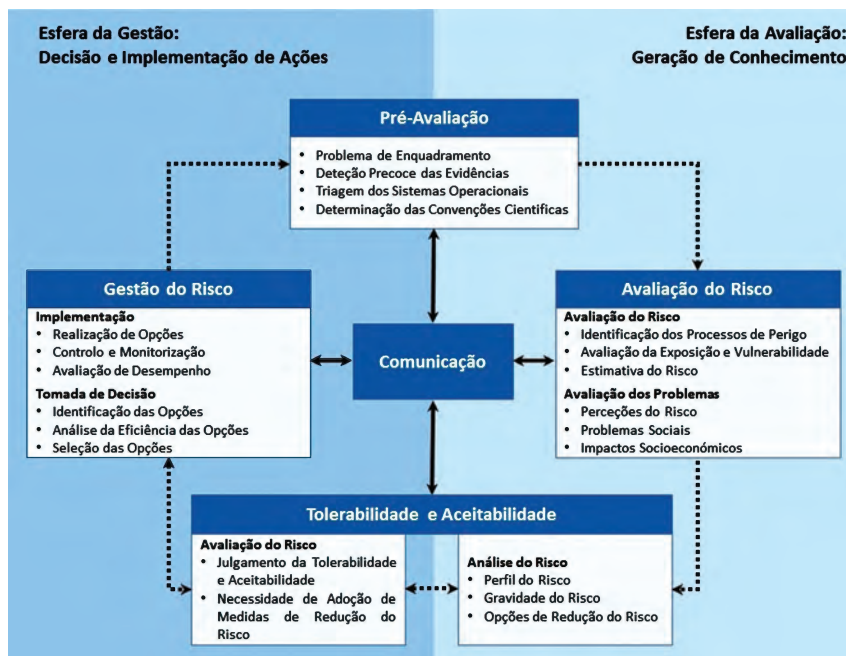 Esfera da Gestão:
Decisão e Implementação de Ações
Esfera da Avaliação:
Geração de Conhecimento
Pré-Avaliação
• Problema de Enquadramento
• Deteção Precoce das Evidências
• Triagem dos Sistemas Operacionais
• Determinação das Convenções Cientificas
Gestão do Risco
Implementação
• Realização de Opções
• Controlo e Monitorização
• Avaliação de Desempenho
Tomada de Decisão
• Identificação das Opções
• Análise da Eficiência das Opções
• Seleção das Opções
Comunicação
Avaliação do Risco
Avaliação do Risco
• Identificação dos Processos de Perigo
• Avaliação da Exposição e Vulnerabilidade
• Estimativa do Risco
Avaliação dos Problemas
• Perceções do Risco
• Problemas Sociais
• Impactos Socioeconómicos
Tolerabilidade e Aceitabilidade
Avaliação do Risco
• Julgamento da Tolerabilidade
e Aceitabilidade
• Necessidade de Adoção de
Medidas de Redução do
Risco
Análise do Risco
• Perfil do Risco
• Gravidade do Risco
• Opções de Redução do Risco